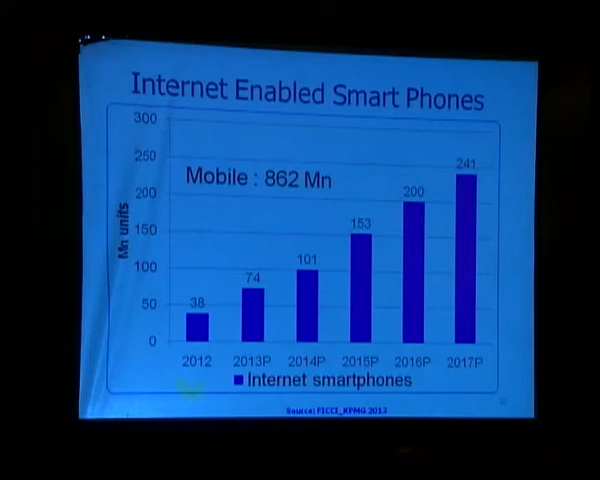 Internet Enabled Smart Phones
300
250
200
150
100
50
0
Mn units
Mobile : 862 Mn
38
74
101
153
200
241
2012 2013P 2014P 2015P 2016P 2017P
Internet smartphones
Source: FICCI_KPMG 2013